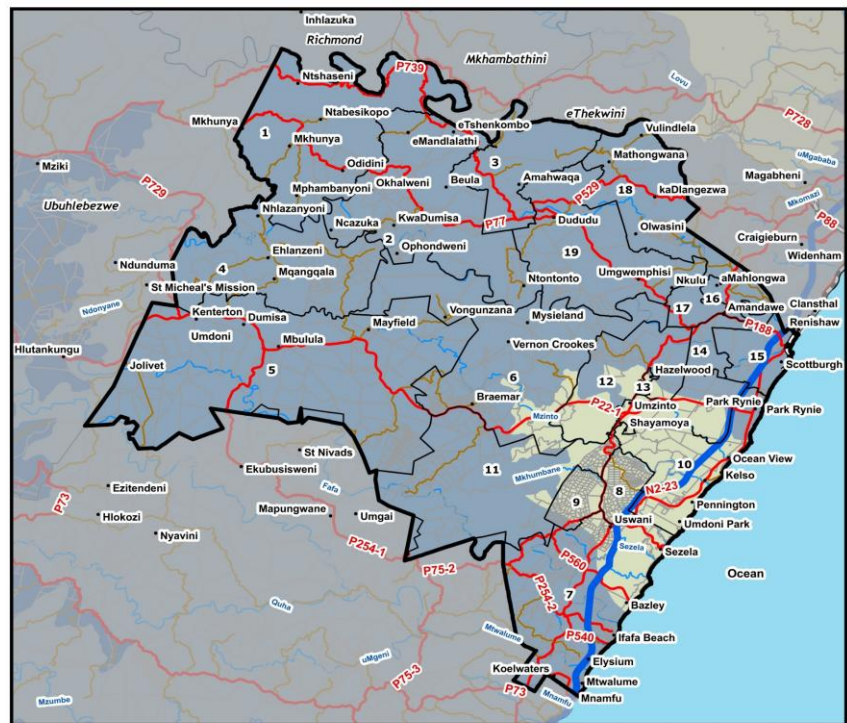 Inhlazuka
Richmond
Mkhambathini
Ntshaseni
P739
Lovu
eThekwini
P728
Ntabesikopo
eTshenkombo
Mkhunya
1
eMandlalathi
Vulindlela
uMgababa
Mkhunya
Mziki
Odidini
3
Mathongwana
Magabheni
P729
Okhalweni
Beula
Amahwaqa
P529
18
kaDlangezwa
Mphambanyoni
Mkomazi
Ubuhlebezwe
Nhlazanyoni
P88
Ncazuka
KwaDumisa
P77
Dududu
Olwasini
2
Craigieburn
Ehlanzeni
Ophondweni
19
Widenham
4
Ndunduma
Mqangqala
Umgwemphisi
Nkulu
aMahlongwa
St Micheal's Mission
Ntontonto
16
Ndonyane
17
Amandawe
Clansthal
Kenterton
Dumisa
Vongunzana
Mysieland
P188
Renishaw
Umdoni
Mayfield
Mbulula
Vernon Crookes
14
15
Hlutankungu
Scottburgh
Jolivet
5
6
12
13
Hazelwood
Braemar
P22-1
Umzinto
Park Rynie
Park Rynie
Mzinto
Shayamoya
St Nivads
11
Mkhumbane
10
Ocean View
Ekubusisweni
Kelso
Ezitendeni
Fafa
9
8
N2-23
P73
Pennington
Hlokozi
Mapungwane
Umgai
Uswani
Umdoni Park
Nyavini
P254-1
Sezela
Sezela
P560
P75-2
Ocean
P254-2
7
Quha
Bazley
Mtwalume
P540
Ifafa Beach
uMgeni
Koelwaters
Elysium
P75-3
Mtwalume
Mzumbe
P73
Mnamfu
Mnamfu